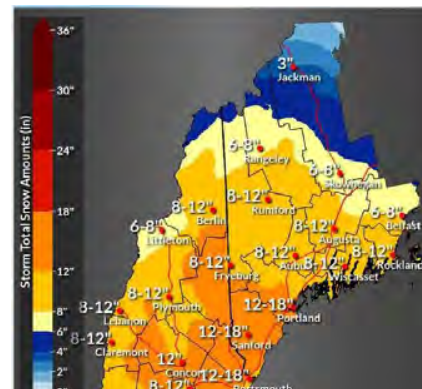 36"
30"
24"
18"
12"
8"
6"
4"
2"
1"
Storm Total Snow Amounts (in)
3"
Jackman
6-8"
Rangeley
6-8"
Skowhegan
8-12"
Berlin
8-12"
Rumford
6-8"
Littleton
8-12"
Augusta
6-8"
Belfast
8-12"
Fryeburg
8-12"
8-12"
Wiscasset
8-12"
Rockland
8-12"
Lebanon
8-12"
Plymouth
12-18"
Portland
8-12"
Claremont
12-18"
Sanford
12"
Concord
12-18"
Portsmouth
8-12"